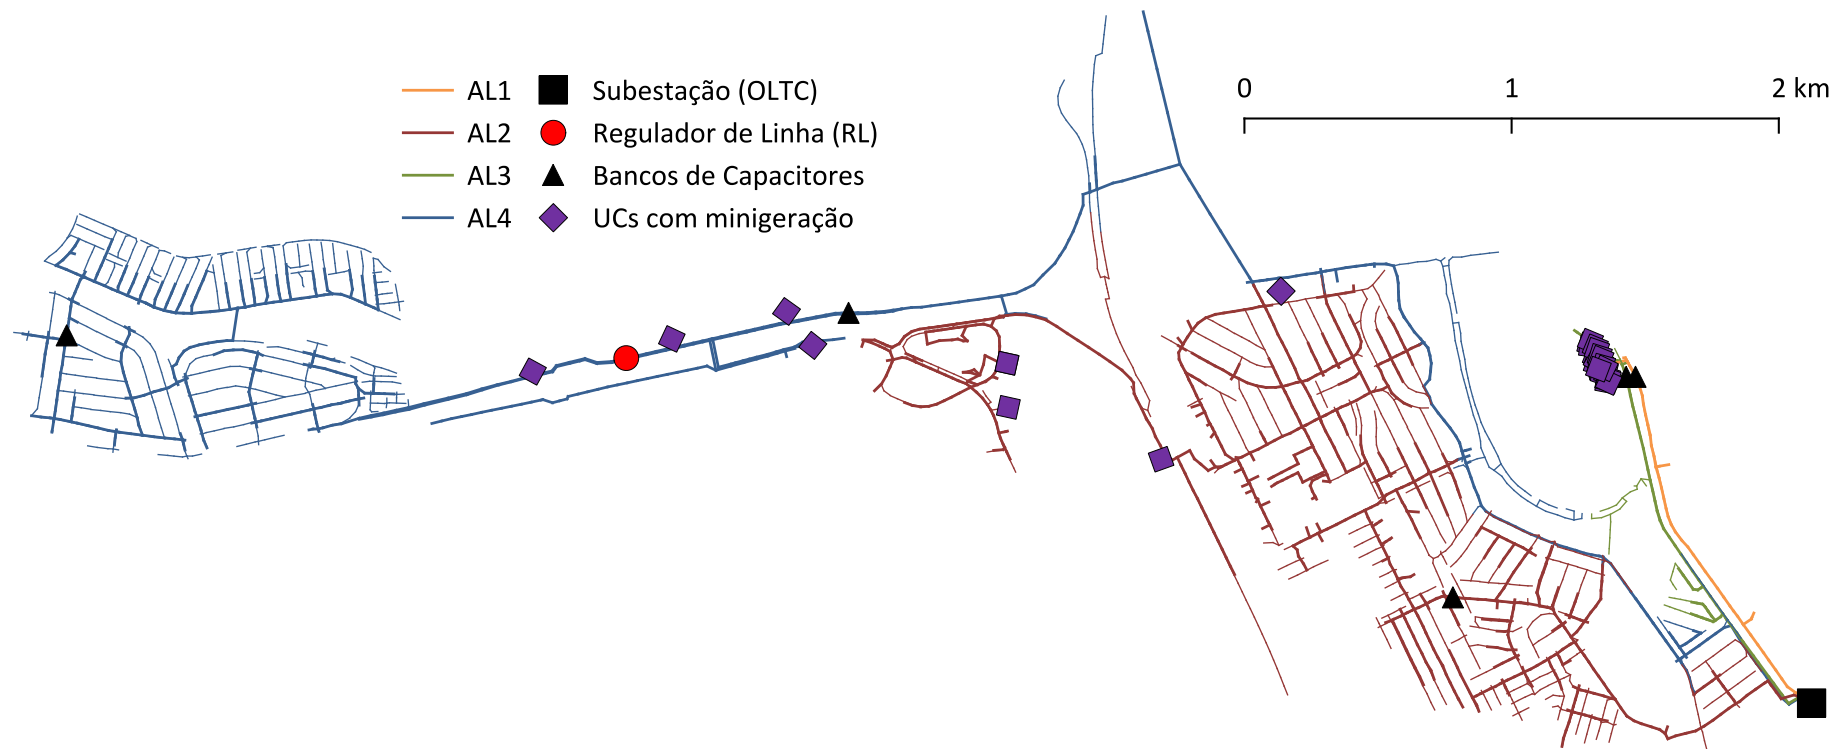 AL1 Subestação (OLTC)
AL2 Regulador de Linha (RL)
AL3 Bancos de Capacitores
AL4 UCs com minigeração
0 1 2 km